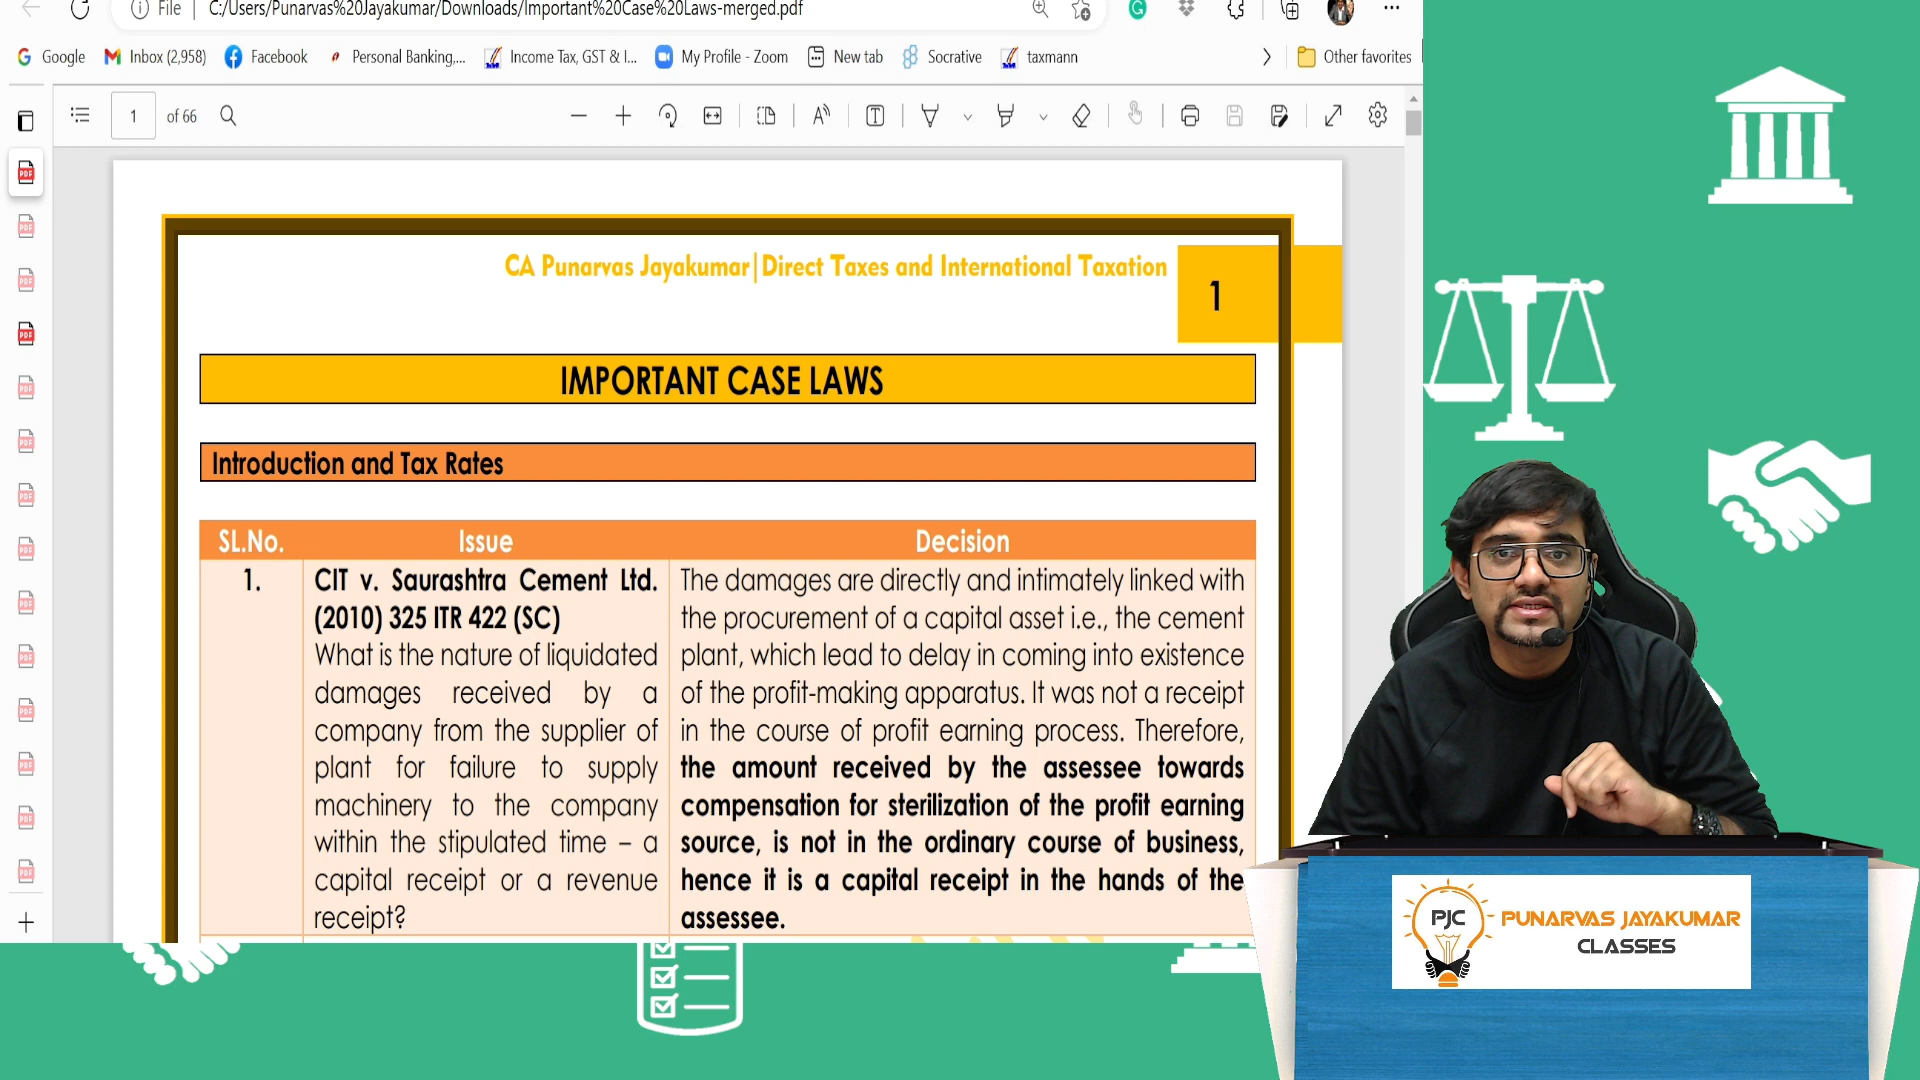 File | C:/Users/Punarvas%20Jayakumar/Downloads/Important%20Case%20Laws-merged.pdf
Google Inbox (2,958) Facebook Personal Banking,... Income Tax, GST & I... My Profile - Zoom New tab Socrative taxmann Other favorites
1 of 66
CA Punarvas Jayakumar|Direct Taxes and International Taxation
1
IMPORTANT CASE LAWS
Introduction and Tax Rates
SL.No. Issue Decision
1.
CIT v. Saurashtra Cement Ltd.
(2010) 325 ITR 422 (SC)
What is the nature of liquidated
damages received by a
company from the supplier of
plant for failure to supply
machinery to the company
within the stipulated time – a
capital receipt or a revenue
receipt?
The damages are directly and intimately linked with
the procurement of a capital asset i.e., the cement
plant, which lead to delay in coming into existence
of the profit-making apparatus. It was not a receipt
in the course of profit earning process. Therefore,
the amount received by the assessee towards
compensation for sterilization of the profit earning
source, is not in the ordinary course of business,
hence it is a capital receipt in the hands of the
assessee.
PJC
PUNARVAS JAYAKUMAR
CLASSES